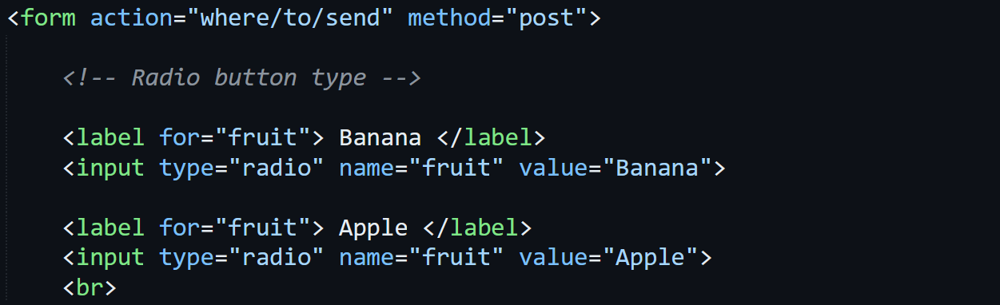 <form action="where/to/send" method="post">
<!-- Radio button type -->
<label for="fruit"> Banana </label>
<input type="radio" name="fruit" value="Banana">
<label for="fruit"> Apple </label>
<input type="radio" name="fruit" value="Apple">
<br>